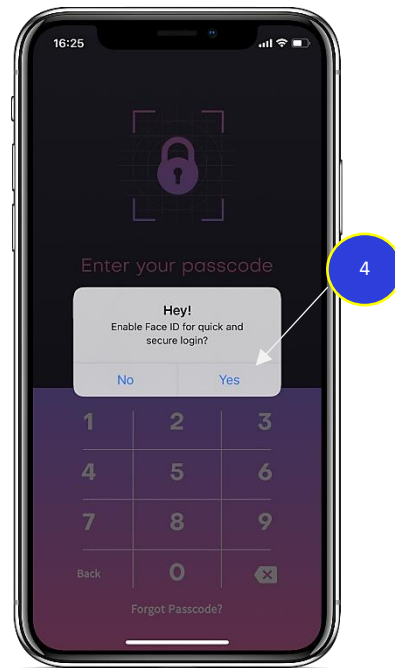 16:25
Enter your passcode
Hey!
Enable Face ID for quick and
secure login?
No Yes
4
1 2 3
4 5 6
7 8 9
Back 0
Forgot Passcode?